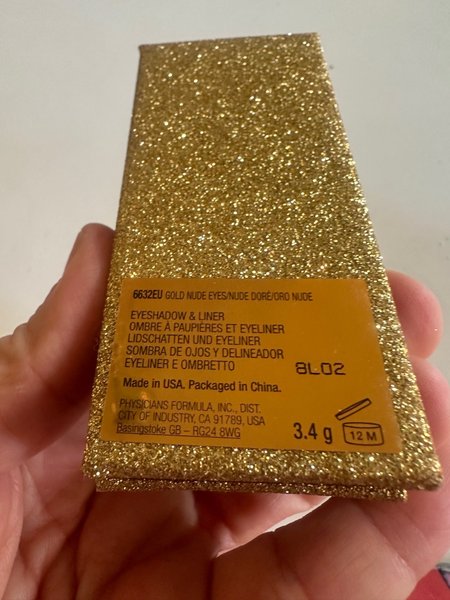 6632EU GOLD NUDE EYES/NUDE DORÉ/ORO NUDE
EYESHADOW & LINER
OMBRE À PAUPIÈRES ET EYELINER
LIDSCHATTEN UND EYELINER
SOMBRA DE OJOS Y DELINEADOR
EYELINER E OMBRETTO
8L02
Made in USA. Packaged in China.
PHYSICIANS FORMULA, INC., DIST.
CITY OF INDUSTRY, CA 91789, USA
Basingstoke GB – RG24 8WG
3.4 g
12 M